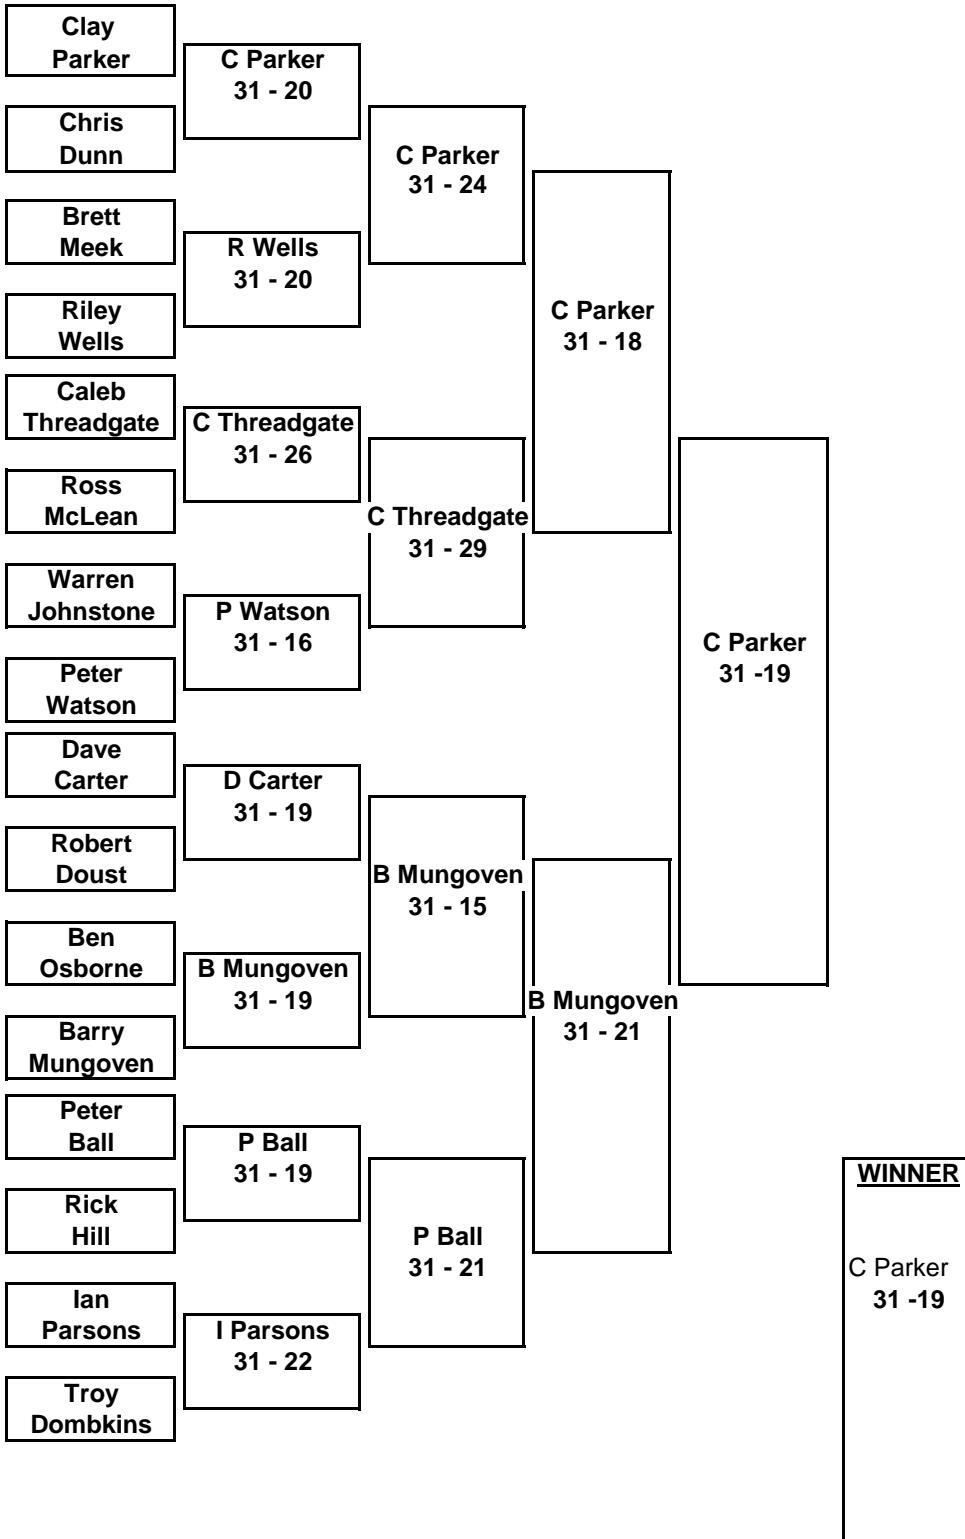 Clay
Parker
Chris
Dunn
Brett
Meek
Riley
Wells
Caleb
Threadgate
Ross
McLean
Warren
Johnstone
Peter
Watson
Dave
Carter
Robert
Doust
Ben
Osborne
Barry
Mungoven
Peter
Ball
Rick
Hill
Ian
Parsons
Troy
Dombkins
C Parker
31 - 20
R Wells
31 - 20
C Threadgate
31 - 26
P Watson
31 - 16
D Carter
31 - 19
B Mungoven
31 - 19
P Ball
31 - 19
I Parsons
31 - 22
C Parker
31 - 24
C Threadgate
31 - 29
B Mungoven
31 - 15
P Ball
31 - 21
C Parker
31 - 18
B Mungoven
31 - 21
C Parker
31 -19
WINNER
C Parker
31 -19